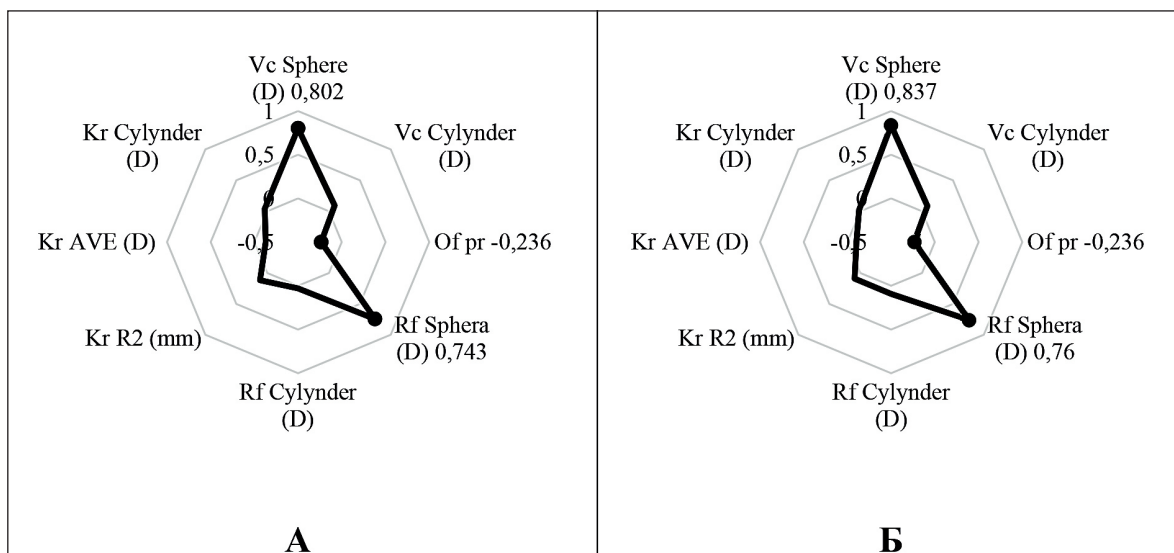 Vc Sphere
(D) 0,802
1
Kr Cylynder
(D)
Vc Cylynder
(D)
0,5
0
Kr AVE (D)
-0,5
Of pr -0,236
Kr R2 (mm)
Rf Sphera
(D) 0,743
Rf Cylynder
(D)
А
Vc Sphere
(D) 0,837
1
Kr Cylynder
(D)
Vc Cylynder
(D)
0,5
0
Kr AVE (D)
-0,5
Of pr -0,236
Kr R2 (mm)
Rf Sphera
(D) 0,76
Rf Cylynder
(D)
Б